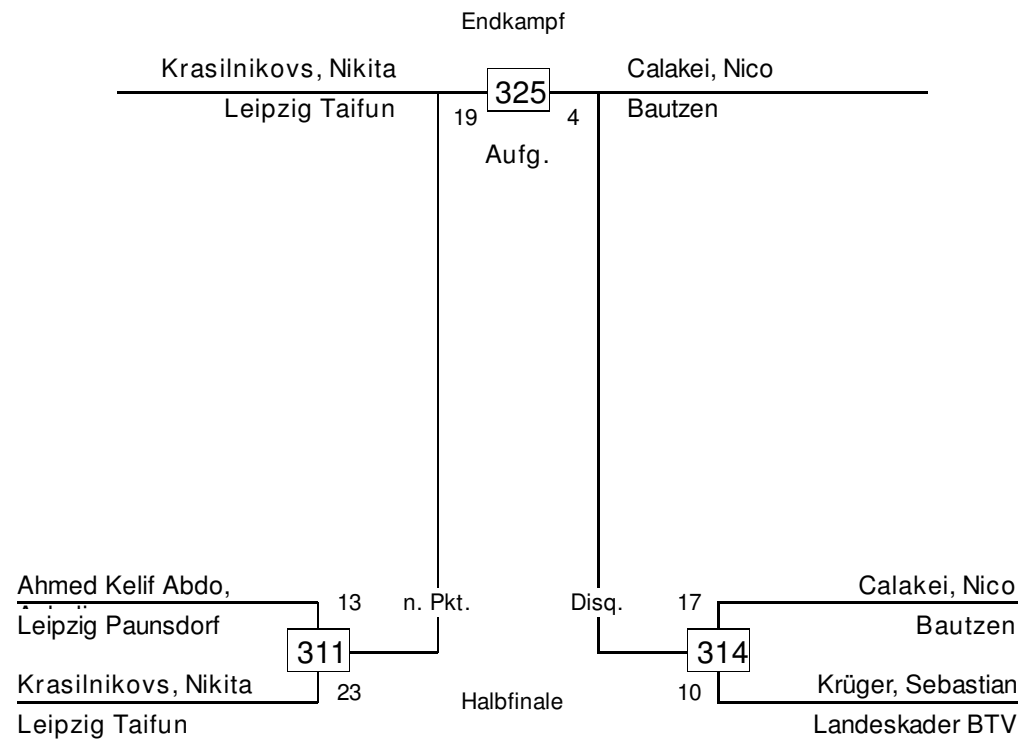 Endkampf
Krasilnikovs, Nikita
325
Calakei, Nico
Leipzig Taifun
19
4
Bautzen
Aufg.
Ahmed Kelif Abdo,
13
n. Pkt.
Disq.
17
Calakei, Nico
Leipzig Paunsdorf
Bautzen
311
314
Krasilnikovs, Nikita
23
Halbfinale
10
Krüger, Sebastian
Leipzig Taifun
Landeskader BTV